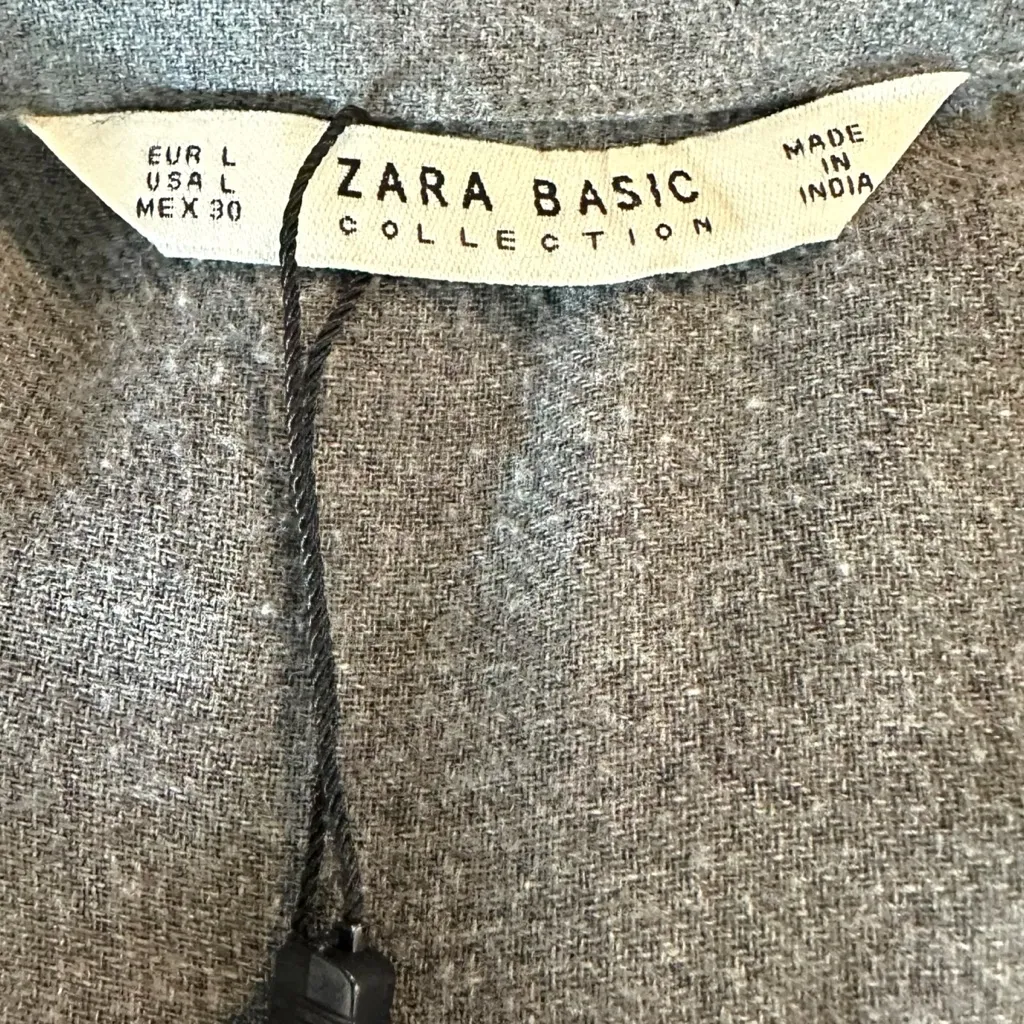 EUR L
USA L
MEX 30
ZARA BASIC
COLLECTION
MADE
IN
INDIA